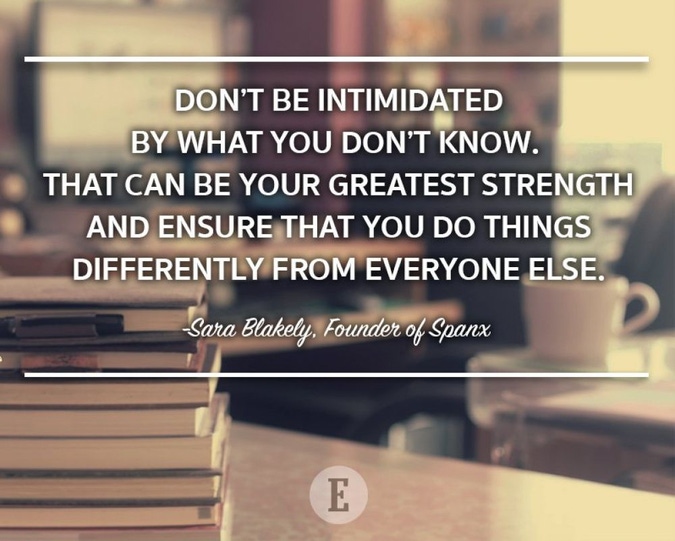 DON'T BE INTIMIDATED
BY WHAT YOU DON'T KNOW.
THAT CAN BE YOUR GREATEST STRENGTH
AND ENSURE THAT YOU DO THINGS
DIFFERENTLY FROM EVERYONE ELSE.
-Sara Blakely, Founder of Spanx
E